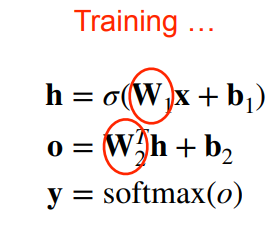 Training …
h = σ(W₁x + b₁)
o = W₂ᵀh + b₂
y = softmax(o)